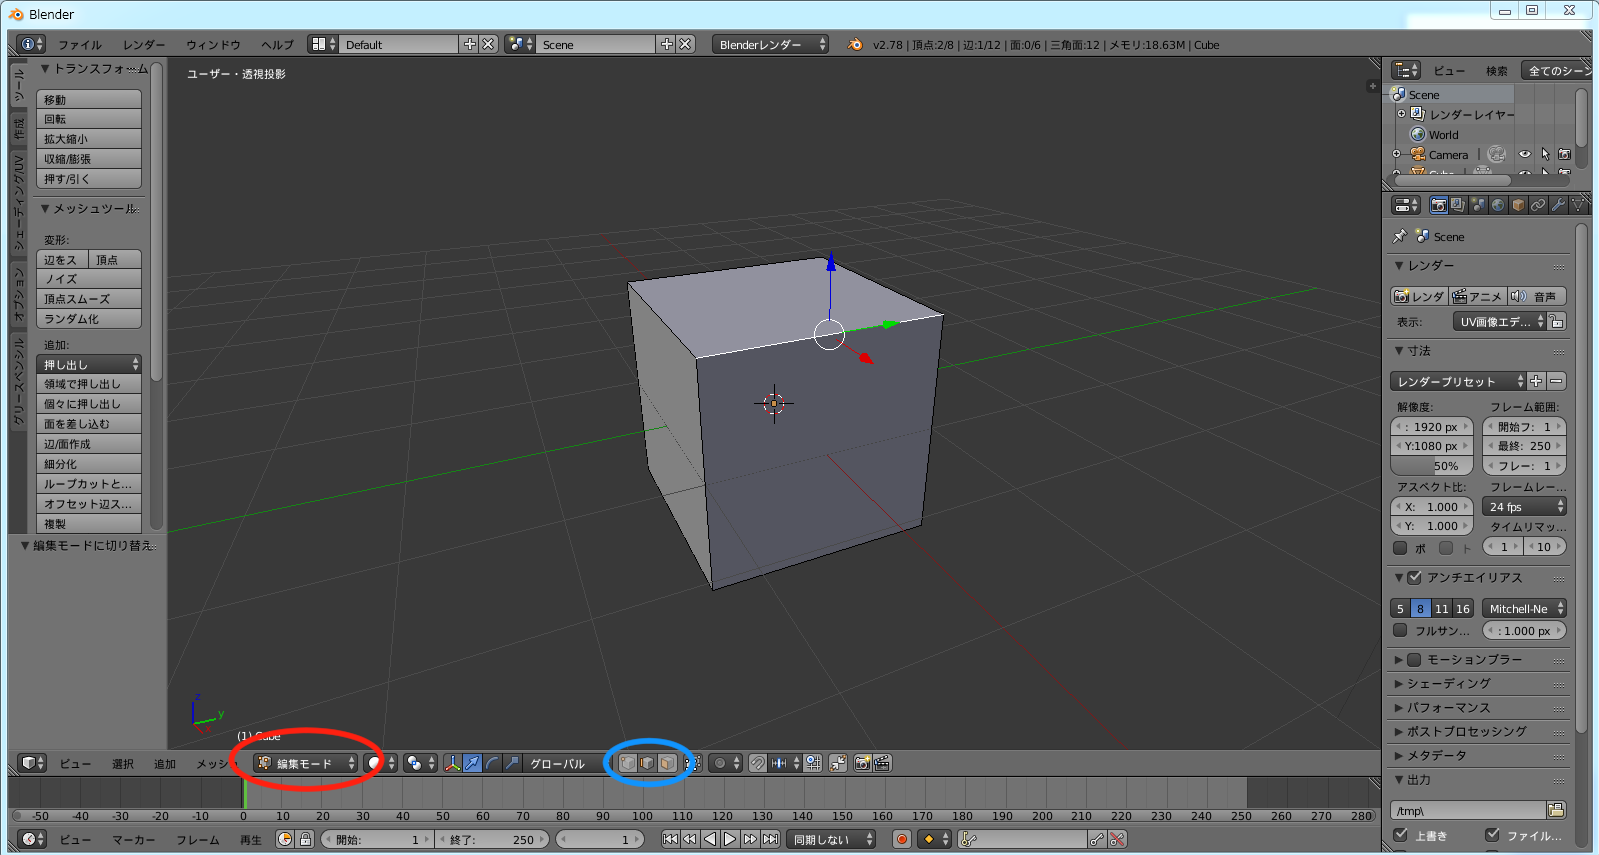 Blender
ファイル レンダー ウィンドウ ヘルプ Default Scene Blenderレンダー v2.78 | 頂点:2/8 | 辺:1/12 | 面:0/6 | 三角面:12 | メモリ:18.63M | Cube
ツール
作成
シェーディング/UV
オプション
グリースペンシル
トランスフォーム
移動
回転
拡大縮小
収縮/膨張
押す/引く
メッシュツール
変形:
辺をス 頂点
ノイズ
頂点スムーズ
ランダム化
追加:
押し出し
領域で押し出し
個々に押し出し
面を差し込む
辺/面作成
細分化
ループカットと...
オフセット辺ス...
複製
編集モードに切り替え
ユーザー・透視投影
z
y
(1) Cube
ビュー 選択 追加 メッシ 編集モード グローバル
-50 -40 -30 -20 -10 0 10 20 30 40 50 60 70 80 90 100 110 120 130 140 150 160 170 180 190 200 210 220 230 240 250 260 270 280
ビュー マーカー フレーム 再生 開始: 1 終了: 250 1 同期しない
ビュー 検索 全てのシーン
Scene
レンダーレイヤー
World
Camera
Cube
Scene
レンダー
レンダ アニメ 音声
表示: UV画像エデ...
寸法
レンダープリセット
解像度: フレーム範囲:
: 1920 px 開始フ: 1
Y:1080 px 最終: 250
50% フレー: 1
アスペクト比: フレームレー...
X: 1.000 24 fps
Y: 1.000 タイムリマッ...
ボ ト 1 10
アンチエイリアス
5 8 11 16 Mitchell-Ne
フルサン... : 1.000 px
モーションブラー
シェーディング
パフォーマンス
ポストプロセッシング
メタデータ
出力
/tmp\
上書き ファイル...